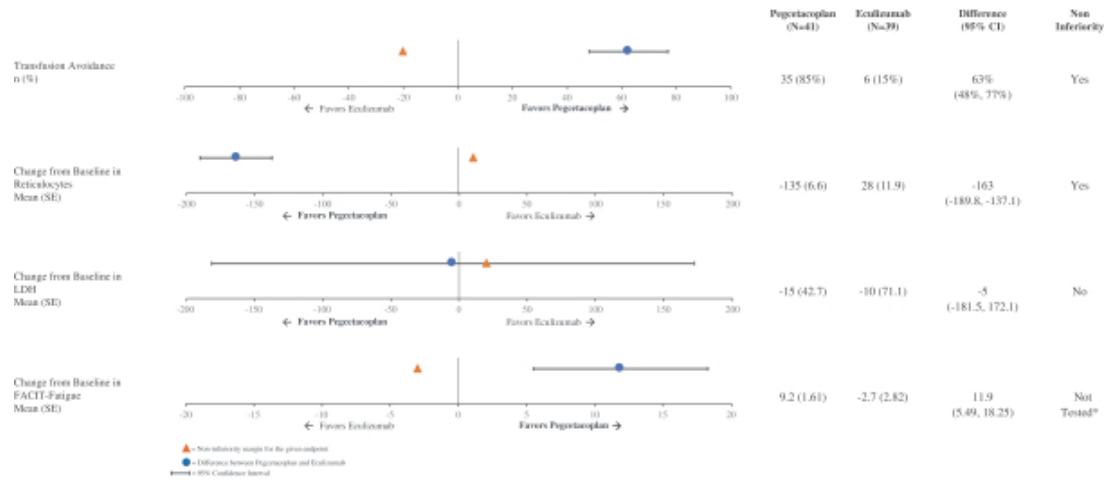 Pegcetacoplan Eculizumab Difference Non
(N=41) (N=39) (95% CI) Inferiority
Transfusion Avoidance
n (%)
35 (85%) 6 (15%) 63% Yes
(48%, 77%)
-100 -80 -60 -40 -20 0 20 40 60 80 100
← Favors Eculizumab Favors Pegcetacoplan →
Change from Baseline in
Reticulocytes
Mean (SE)
-135 (6.6) 28 (11.9) -163 Yes
(-189.8, -137.1)
-200 -150 -100 -50 0 50 100 150 200
← Favors Pegcetacoplan Favors Eculizumab →
Change from Baseline in
LDH
Mean (SE)
-15 (42.7) -10 (71.1) -5 No
(-181.5, 172.1)
-200 -150 -100 -50 0 50 100 150 200
← Favors Pegcetacoplan Favors Eculizumab →
Change from Baseline in
FACIT-Fatigue
Mean (SE)
9.2 (1.61) -2.7 (2.82) 11.9 Not
(5.49, 18.25) Tested*
-20 -15 -10 -5 0 5 10 15 20
← Favors Eculizumab Favors Pegcetacoplan →
= Non-inferiority margin for the given endpoint
= Difference between Pegcetacoplan and Eculizumab
= 95% Confidence Interval